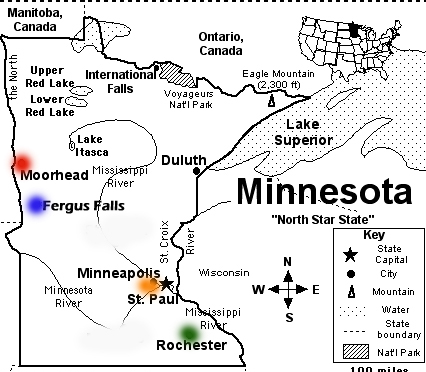 Manitoba,
Canada
Ontario,
Canada
the North
Upper
Red Lake
Lower
Red Lake
International
Falls
Voyageurs
Nat'l Park
Eagle Mountain
(2,300 ft)
Lake
Superior
Lake
Itasca
Mississippi
River
Duluth
Moorhead
Fergus Falls
Minnesota
"North Star State"
St. Croix
River
Wisconsin
Minneapolis
St. Paul
Minnesota
River
Mississippi
River
Rochester
N
W
E
S
Key
State
Capital
City
Mountain
Water
State
boundary
Nat'l Park
100 miles